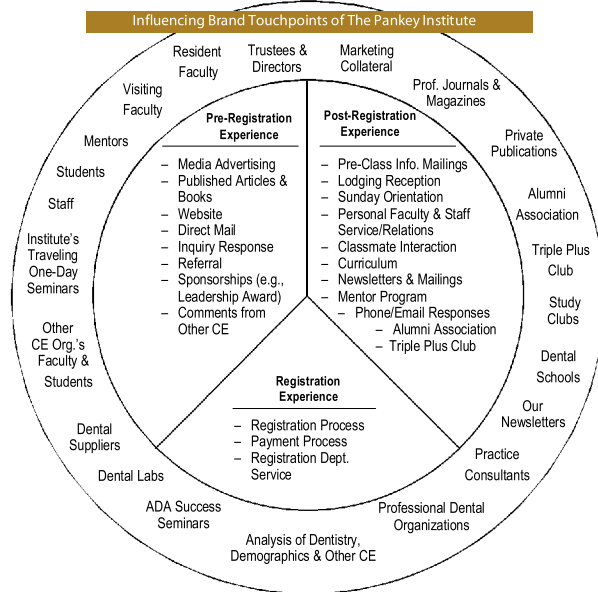 Influencing Brand Touchpoints of The Pankey Institute
Trustees &
Directors
Marketing
Collateral
Prof. Journals &
Magazines
Private
Publications
Alumni
Association
Triple Plus
Club
Study
Clubs
Dental
Schools
Our
Newsletters
Practice
Consultants
Professional Dental
Organizations
Analysis of Dentistry,
Demographics & Other CE
ADA Success
Seminars
Dental Labs
Dental
Suppliers
Other
CE Org.'s
Faculty &
Students
Institute's
Traveling
One-Day
Seminars
Staff
Students
Mentors
Visiting
Faculty
Resident
Faculty
Pre-Registration
Experience
– Media Advertising
– Published Articles &
Books
– Website
– Direct Mail
– Inquiry Response
– Referral
– Sponsorships (e.g.,
Leadership Award)
– Comments from
Other CE
Post-Registration
Experience
– Pre-Class Info. Mailings
– Lodging Reception
– Sunday Orientation
– Personal Faculty & Staff
Service/Relations
– Classmate Interaction
– Curriculum
– Newsletters & Mailings
– Mentor Program
– Phone/Email Responses
– Alumni Association
– Triple Plus Club
Registration
Experience
– Registration Process
– Payment Process
– Registration Dept.
Service